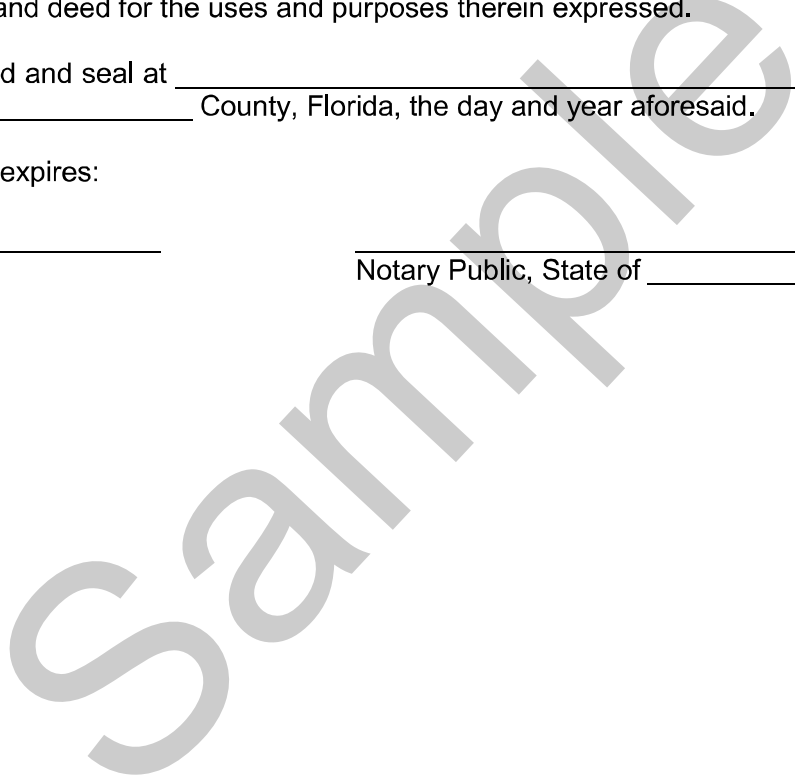 and deed for the uses and purposes therein expressed.
d and seal at
County, Florida, the day and year aforesaid.
expires:
Notary Public, State of
Sample